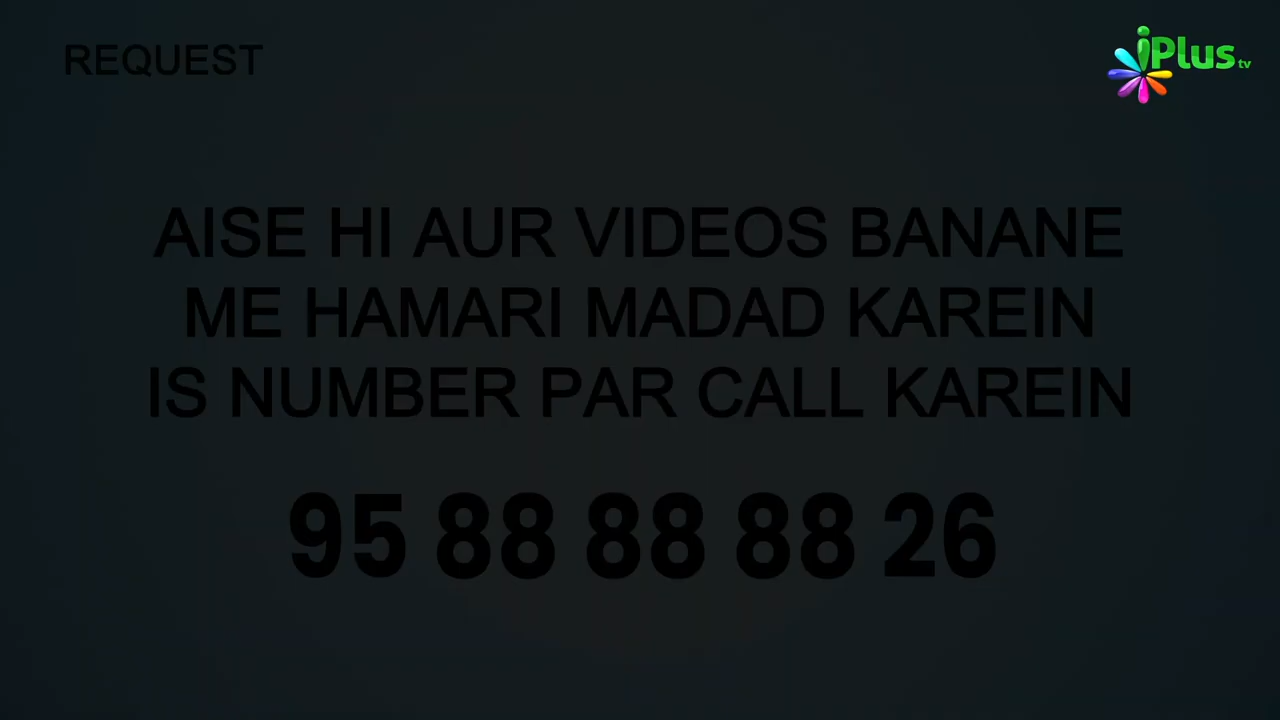 REQUEST
iPlus tv
AISE HI AUR VIDEOS BANANE
ME HAMARI MADAD KAREIN
IS NUMBER PAR CALL KAREIN
95 88 88 88 26